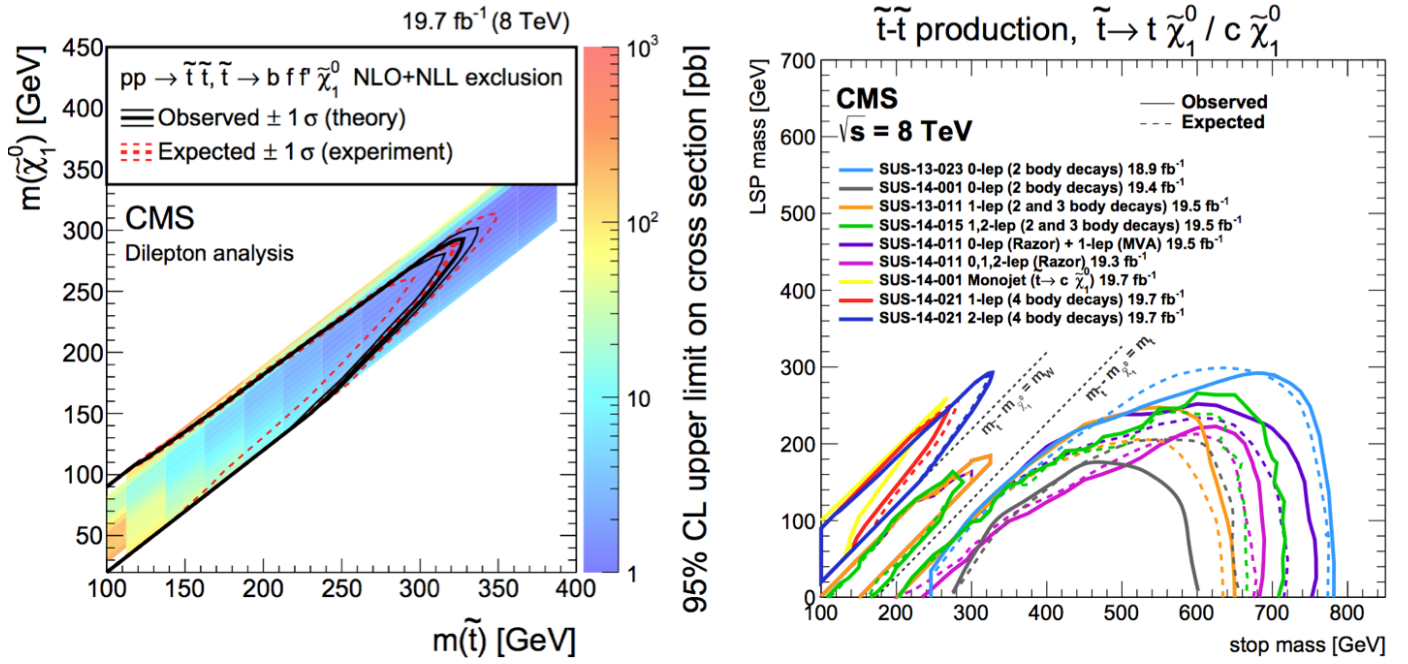 19.7 fb⁻¹ (8 TeV)
pp → t̃ t̃, t̃ → b f f' χ̃₁⁰ NLO+NLL exclusion
Observed ± 1 σ (theory)
Expected ± 1 σ (experiment)
CMS
Dilepton analysis
m(χ̃₁⁰) [GeV]
450
400
350
300
250
200
150
100
50
100 150 200 250 300 350 400
m(t̃) [GeV]
10³
10²
10
1
95% CL upper limit on cross section [pb]
t̃-t̃ production, t̃→ t χ̃₁⁰ / c χ̃₁⁰
CMS
√s = 8 TeV
Observed
Expected
SUS-13-023 0-lep (2 body decays) 18.9 fb⁻¹
SUS-14-001 0-lep (2 body decays) 19.4 fb⁻¹
SUS-13-011 1-lep (2 and 3 body decays) 19.5 fb⁻¹
SUS-14-015 1,2-lep (2 and 3 body decays) 19.5 fb⁻¹
SUS-14-011 0-lep (Razor) + 1-lep (MVA) 19.5 fb⁻¹
SUS-14-011 0,1,2-lep (Razor) 19.3 fb⁻¹
SUS-14-001 Monojet (t̃→ c χ̃₁⁰) 19.7 fb⁻¹
SUS-14-021 1-lep (4 body decays) 19.7 fb⁻¹
SUS-14-021 2-lep (4 body decays) 19.7 fb⁻¹
m_t̃ - m_χ̃₁⁰ = m_W
m_t̃ - m_χ̃₁⁰ = m_t
LSP mass [GeV]
700
600
500
400
300
200
100
0
100 200 300 400 500 600 700 800
stop mass [GeV]